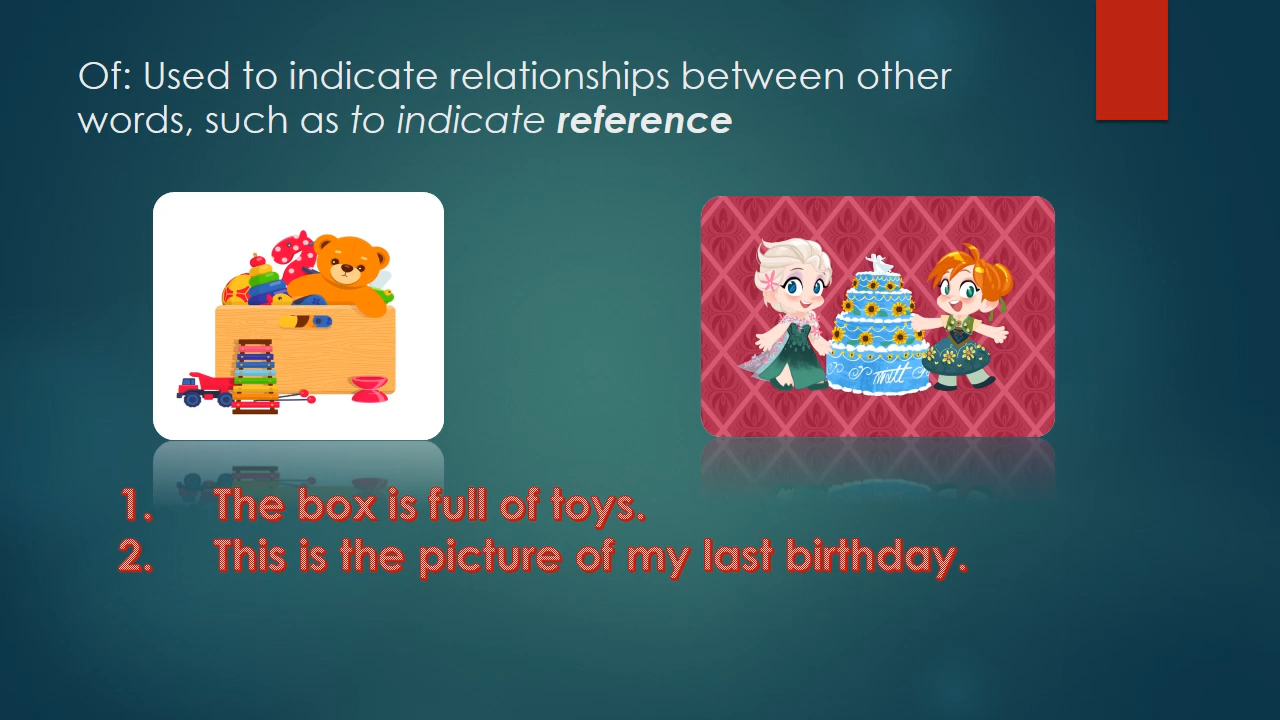 Of: Used to indicate relationships between other
words, such as to indicate reference
1. The box is full of toys.
2. This is the picture of my last birthday.